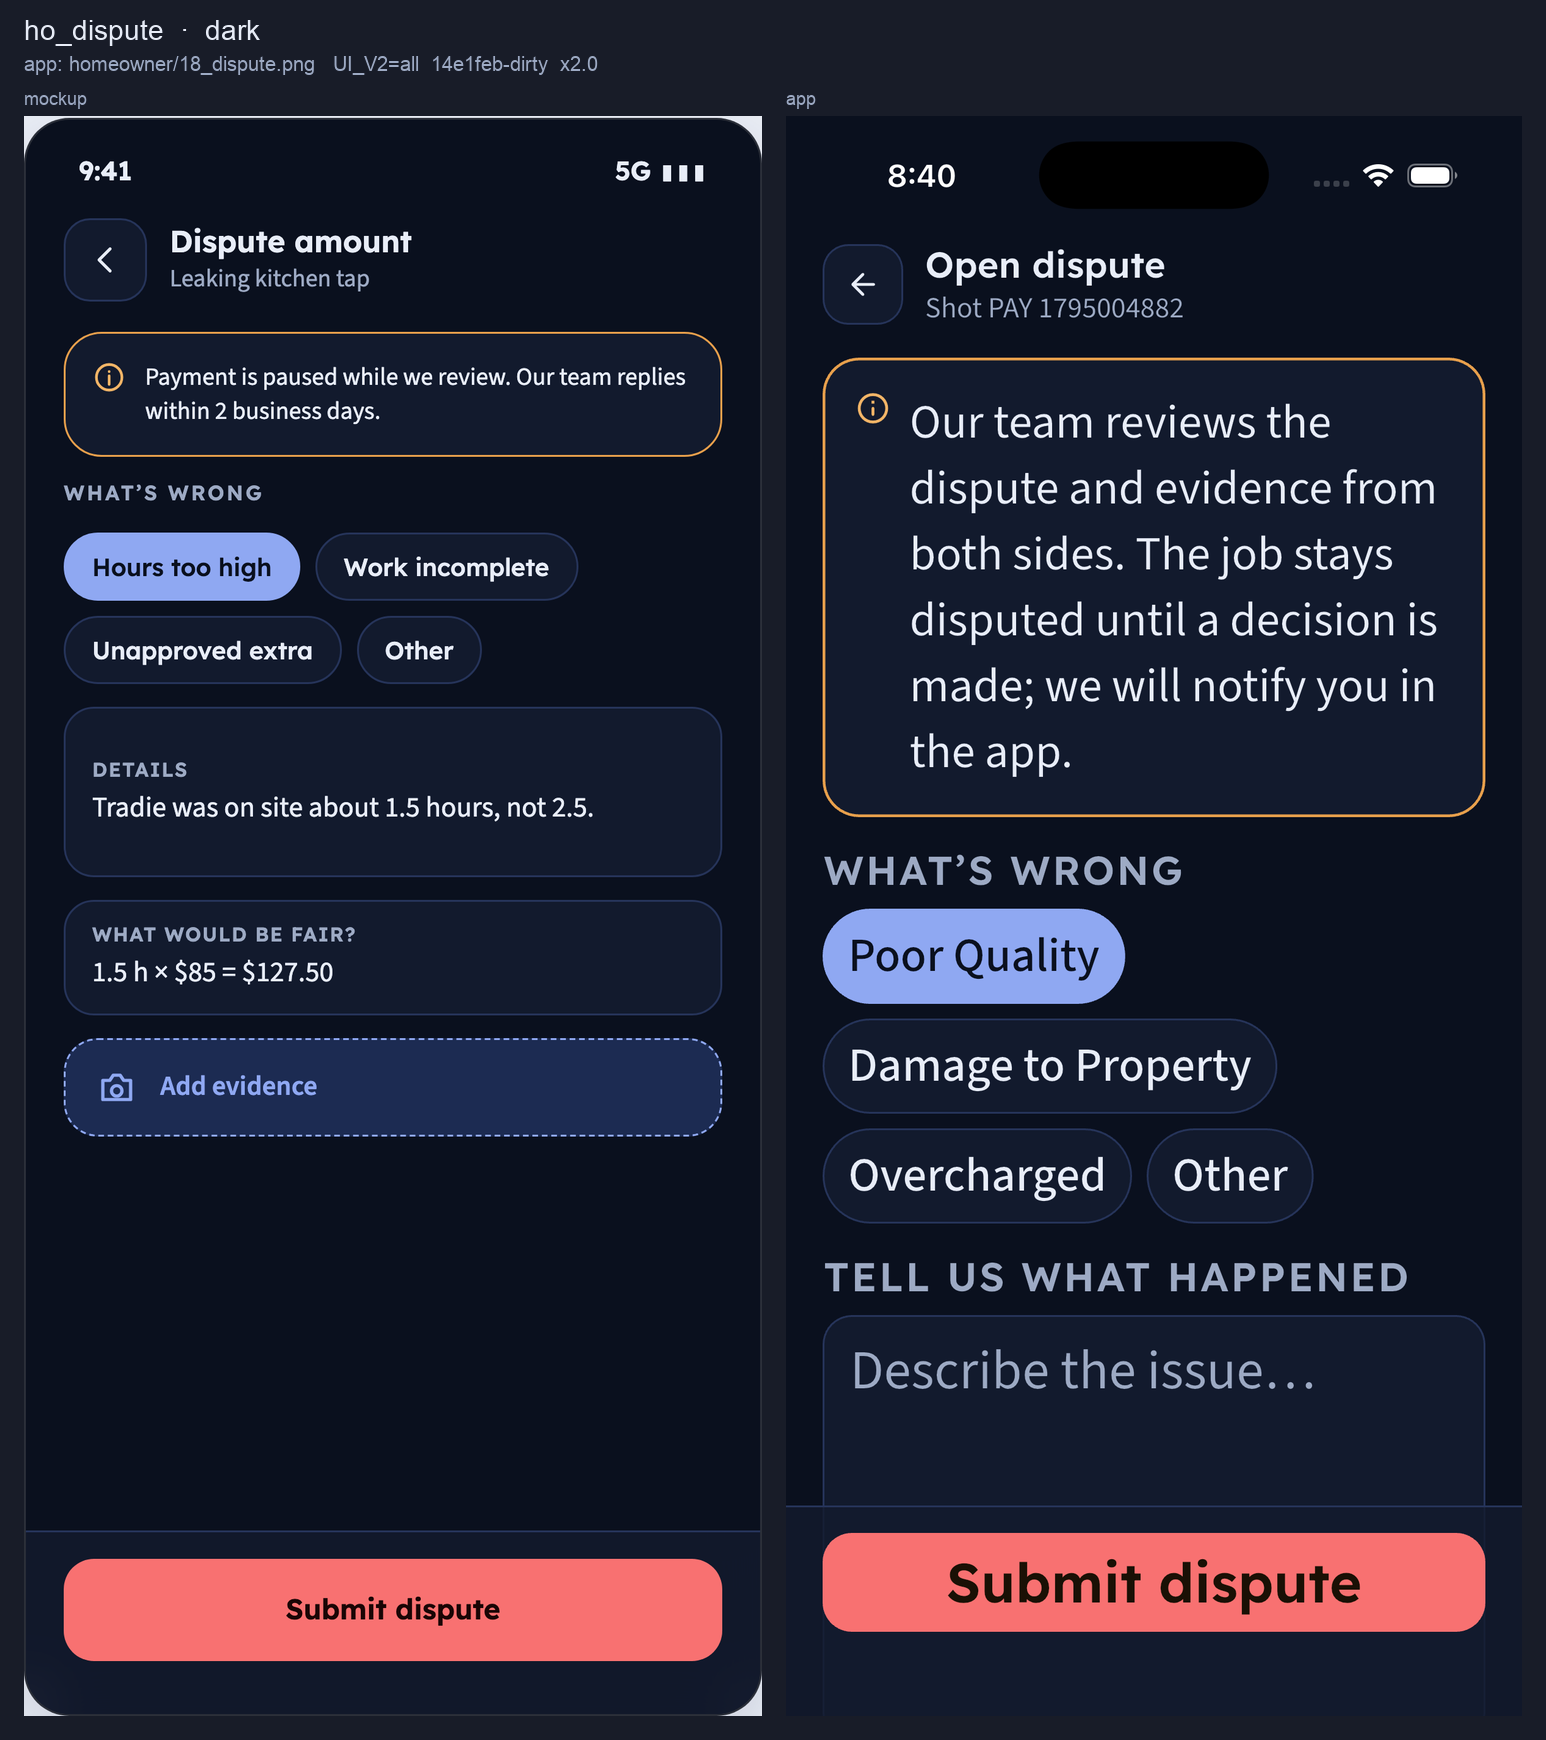 ho_dispute · dark
app: homeowner/18_dispute.png UI_V2=all 14e1feb-dirty x2.0
mockup
9:41
5G
Dispute amount
Leaking kitchen tap
Payment is paused while we review. Our team replies
within 2 business days.
WHAT’S WRONG
Hours too high
Work incomplete
Unapproved extra
Other
DETAILS
Tradie was on site about 1.5 hours, not 2.5.
WHAT WOULD BE FAIR?
1.5 h × $85 = $127.50
Add evidence
Submit dispute
app
8:40
Open dispute
Shot PAY 1795004882
Our team reviews the
dispute and evidence from
both sides. The job stays
disputed until a decision is
made; we will notify you in
the app.
WHAT’S WRONG
Poor Quality
Damage to Property
Overcharged
Other
TELL US WHAT HAPPENED
Describe the issue…
Submit dispute